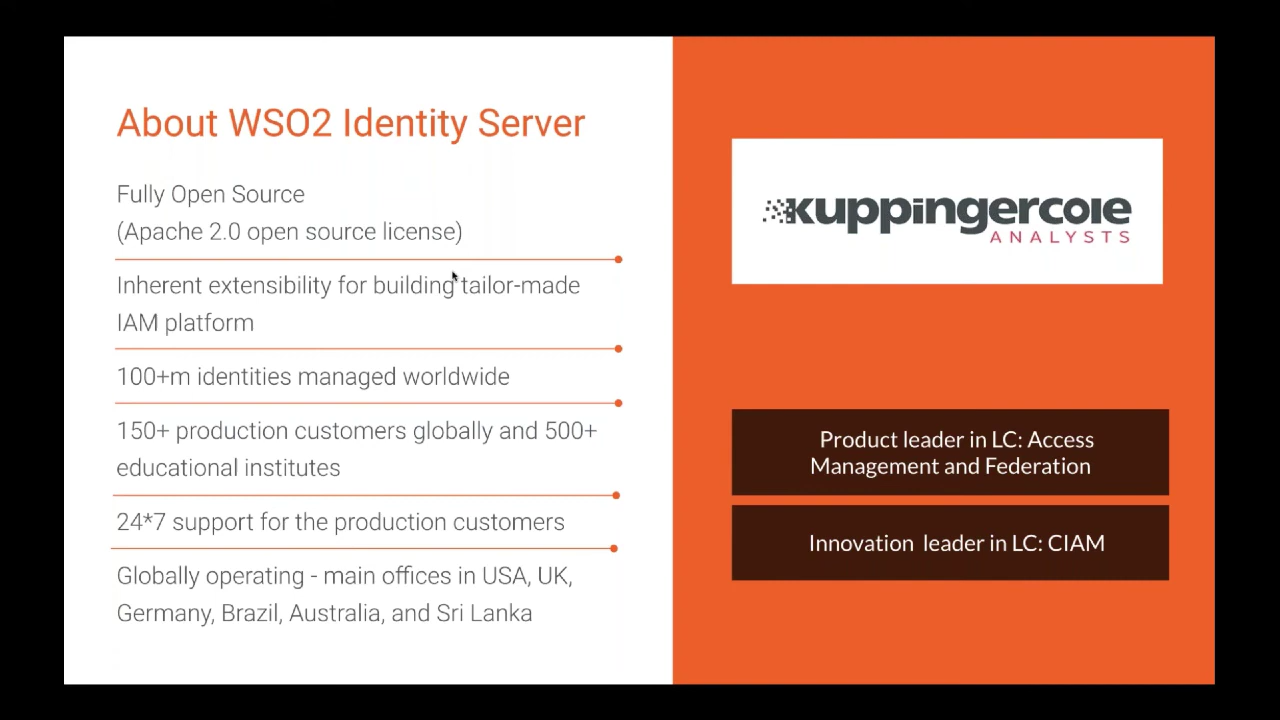 About WSO2 Identity Server
Fully Open Source
(Apache 2.0 open source license)
Inherent extensibility for building tailor-made
IAM platform
100+m identities managed worldwide
150+ production customers globally and 500+
educational institutes
24*7 support for the production customers
Globally operating - main offices in USA, UK,
Germany, Brazil, Australia, and Sri Lanka
kuppingercole
ANALYSTS
Product leader in LC: Access
Management and Federation
Innovation leader in LC: CIAM